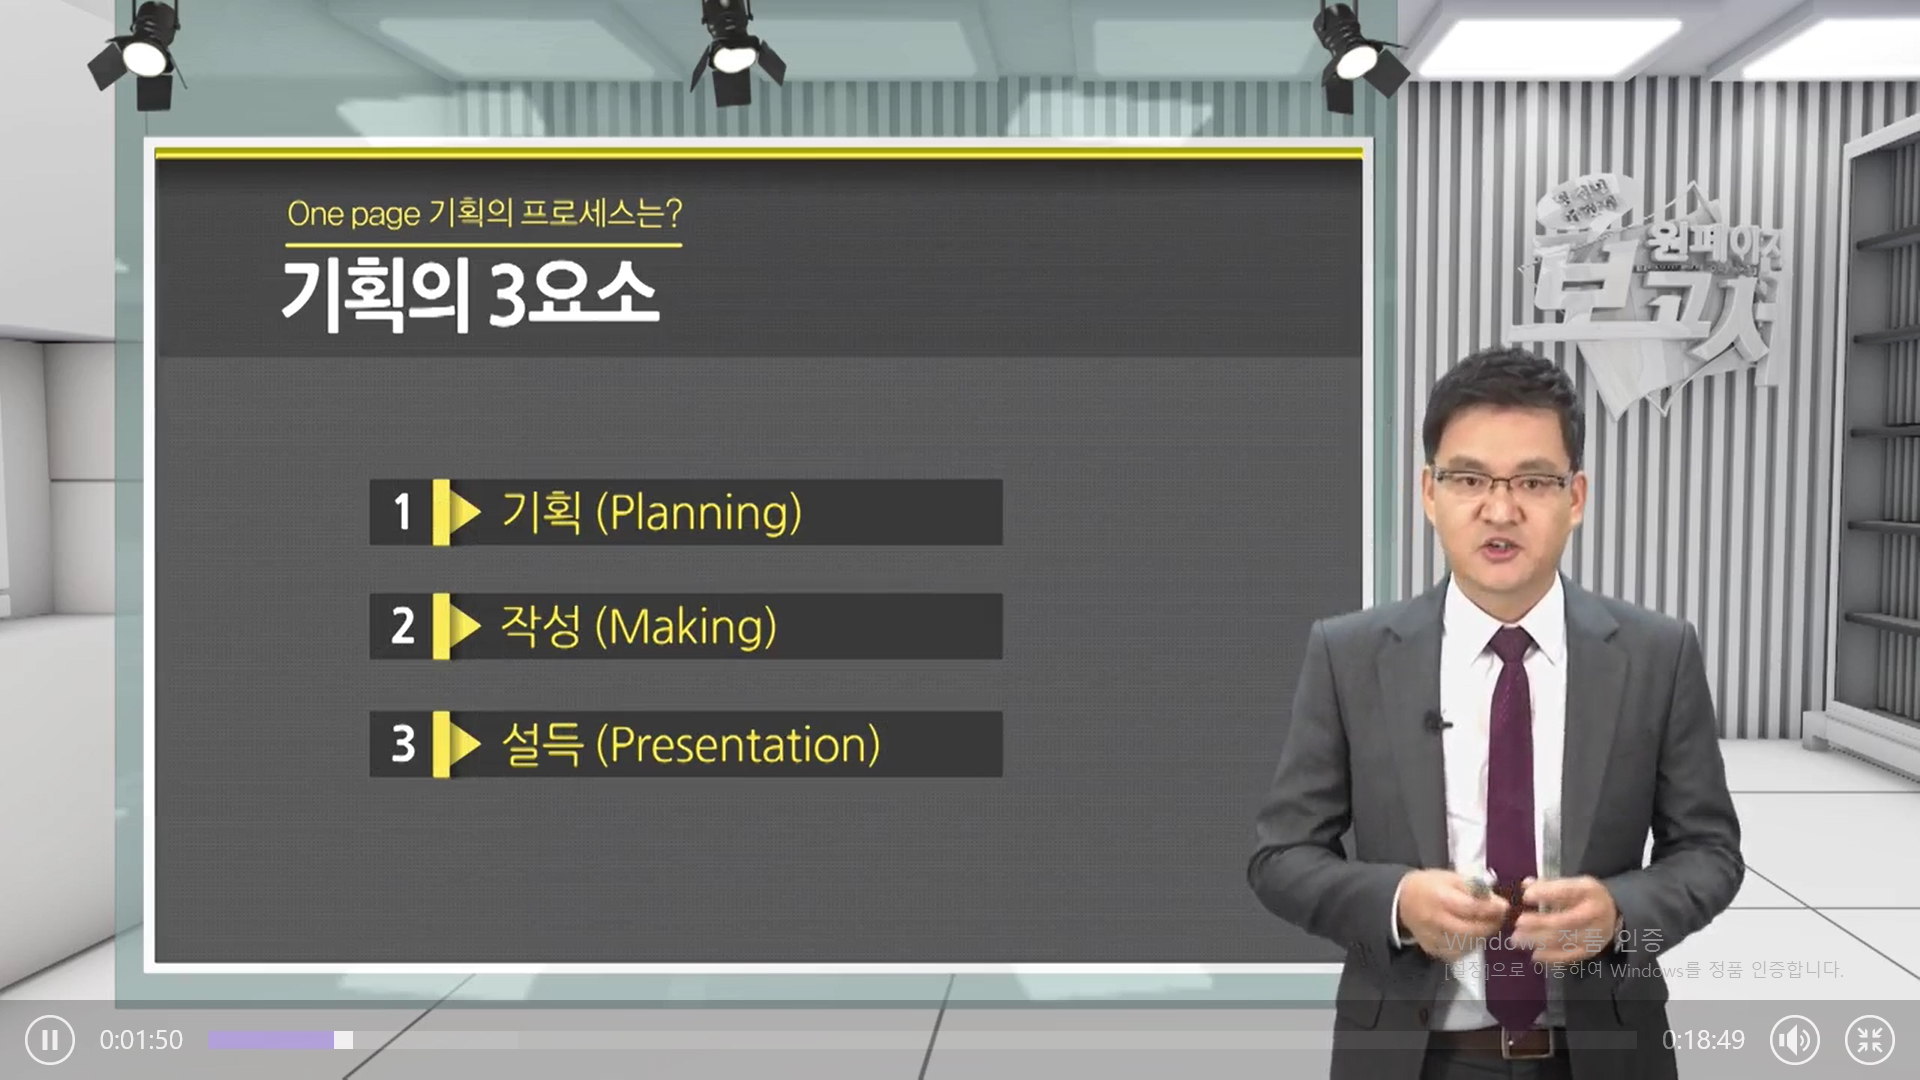 One page 기획의 프로세스는?
기획의 3요소
1 기획 (Planning)
2 작성 (Making)
3 설득 (Presentation)
원페이지
보고서
Windows 정품 인증
[설정]으로 이동하여 Windows를 정품 인증합니다.
0:01:50
0:18:49